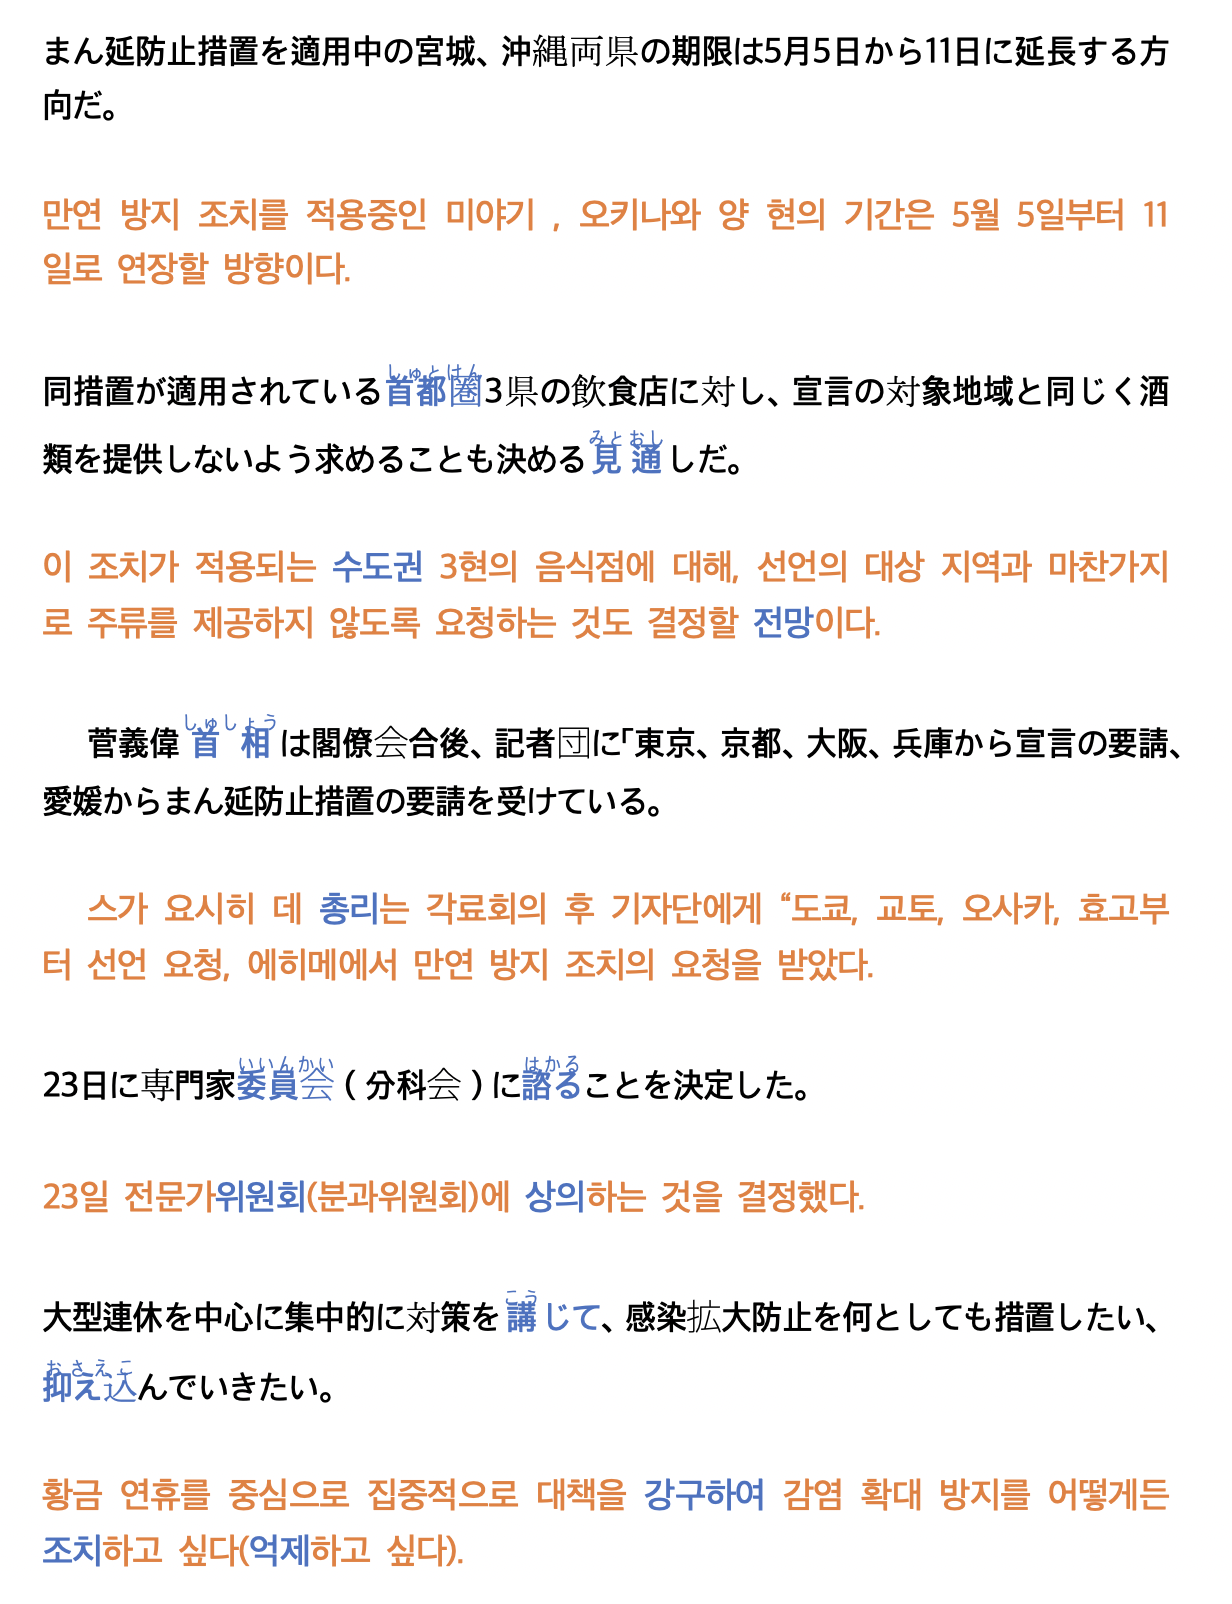 まん延防止措置を適用中の宮城、沖縄両県の期限は5月5日から11日に延長する方
向だ。
만연 방지 조치를 적용중인 미야기 , 오키나와 양 현의 기간은 5월 5일부터 11
일로 연장할 방향이다.
しゅとけん
同措置が適用されている首都圏3県の飲食店に対し、宣言の対象地域と同じく酒
みとおし
類を提供しないよう求めることも決める見通しだ。
이 조치가 적용되는 수도권 3현의 음식점에 대해, 선언의 대상 지역과 마찬가지
로 주류를 제공하지 않도록 요청하는 것도 결정할 전망이다.
しゅしょう
菅義偉首相は閣僚会合後、記者団に「東京、京都、大阪、兵庫から宣言の要請、
愛媛からまん延防止措置の要請を受けている。
스가 요시히 데 총리는 각료회의 후 기자단에게 “도쿄, 교토, 오사카, 효고부
터 선언 요청, 에히메에서 만연 방지 조치의 요청을 받았다.
いいんかい はかる
23日に専門家委員会 ( 分科会 ) に諮ることを決定した。
23일 전문가위원회(분과위원회)에 상의하는 것을 결정했다.
こう
大型連休を中心に集中的に対策を講じて、感染拡大防止を何としても措置したい、
おさえこ
抑え込んでいきたい。
황금 연휴를 중심으로 집중적으로 대책을 강구하여 감염 확대 방지를 어떻게든
조치하고 싶다(억제하고 싶다).